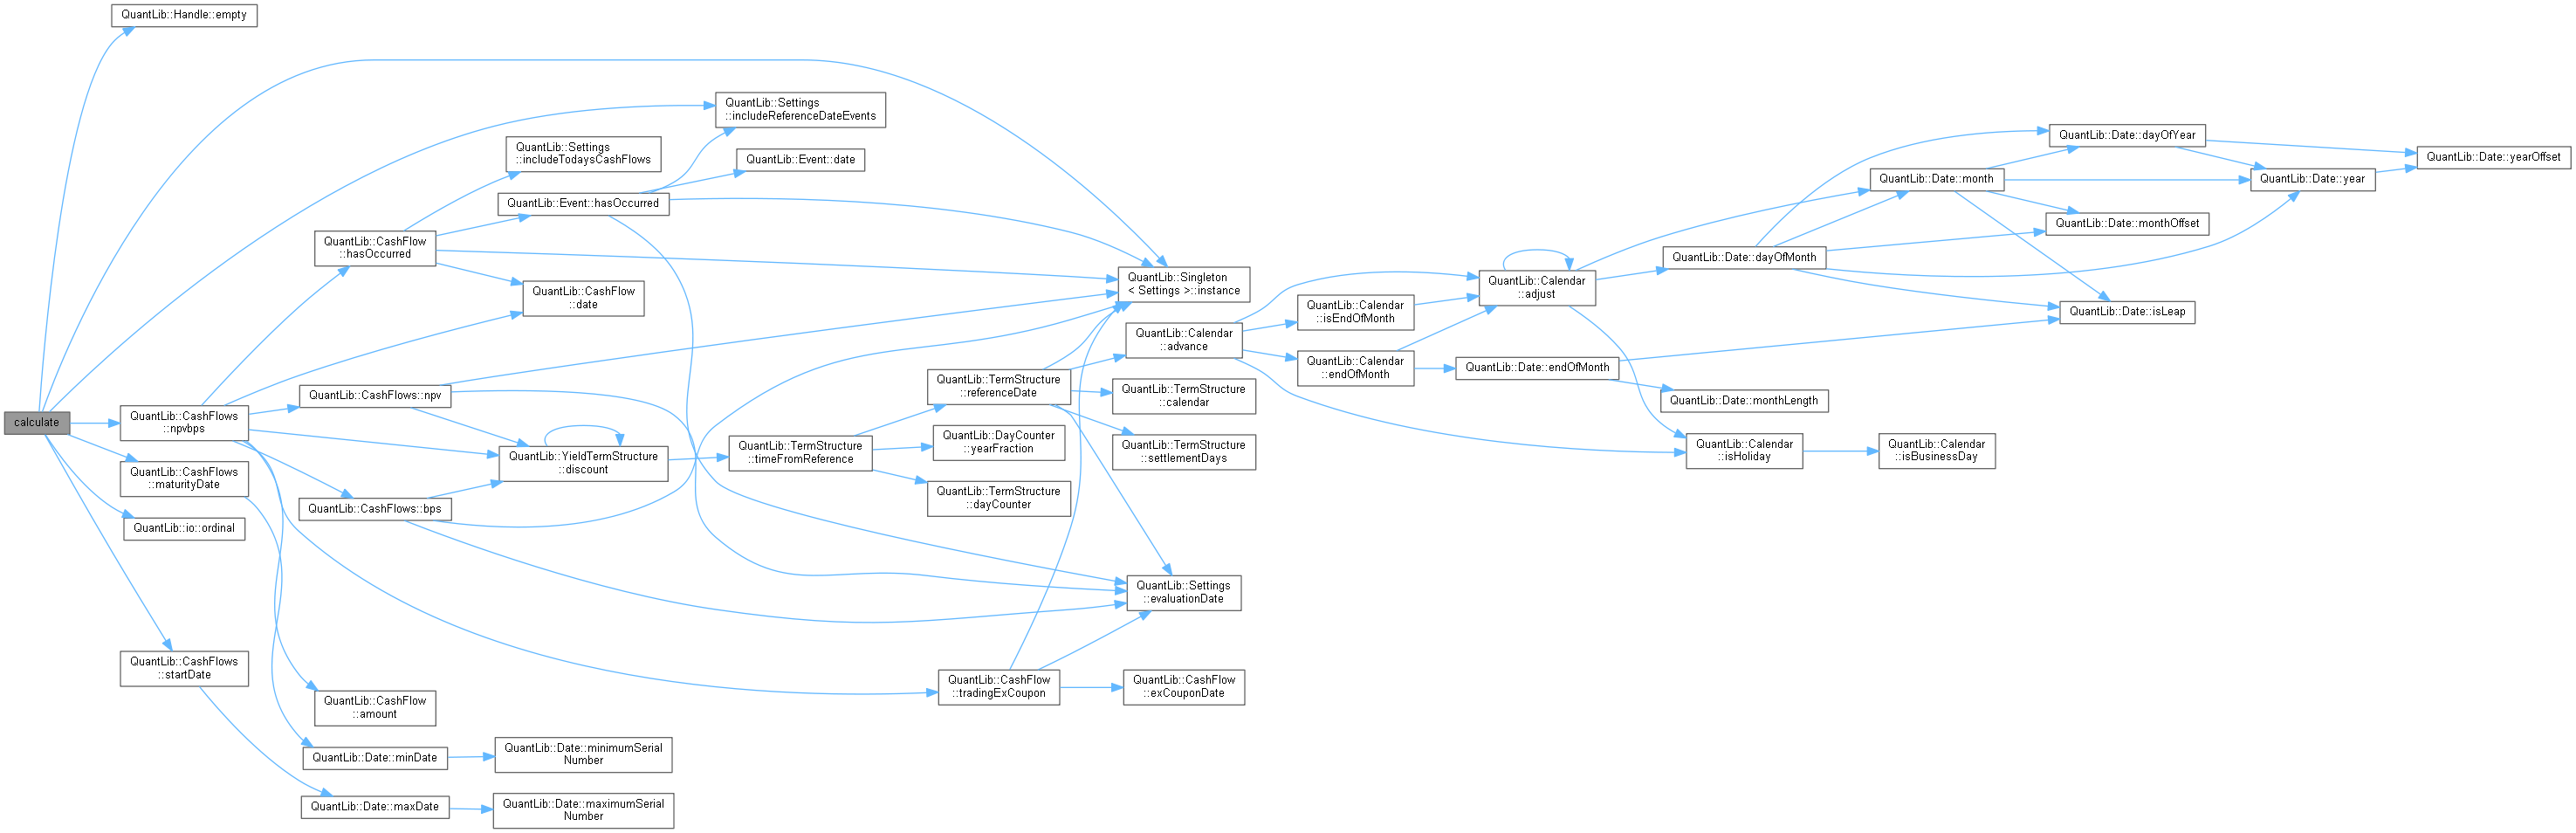 QuantLib::Handle::empty
QuantLib::Settings
::includeReferenceDateEvents
QuantLib::Settings
::includeTodaysCashFlows
QuantLib::Event::date
QuantLib::Event::hasOccurred
QuantLib::CashFlow
::hasOccurred
QuantLib::CashFlow
::date
QuantLib::Singleton
< Settings >::instance
calculate
QuantLib::CashFlows
::npvbps
QuantLib::CashFlows::npv
QuantLib::CashFlows
::maturityDate
QuantLib::CashFlows::bps
QuantLib::io::ordinal
QuantLib::YieldTermStructure
::discount
QuantLib::TermStructure
::timeFromReference
QuantLib::TermStructure
::referenceDate
QuantLib::DayCounter
::yearFraction
QuantLib::TermStructure
::dayCounter
QuantLib::Calendar
::advance
QuantLib::TermStructure
::calendar
QuantLib::TermStructure
::settlementDays
QuantLib::Calendar
::isEndOfMonth
QuantLib::Calendar
::endOfMonth
QuantLib::Calendar
::adjust
QuantLib::Date::endOfMonth
QuantLib::Date::dayOfMonth
QuantLib::Date::monthLength
QuantLib::Calendar
::isHoliday
QuantLib::Calendar
::isBusinessDay
QuantLib::Date::month
QuantLib::Date::dayOfYear
QuantLib::Date::monthOffset
QuantLib::Date::isLeap
QuantLib::Date::year
QuantLib::Date::yearOffset
QuantLib::Settings
::evaluationDate
QuantLib::CashFlows
::startDate
QuantLib::CashFlow
::amount
QuantLib::CashFlow
::tradingExCoupon
QuantLib::CashFlow
::exCouponDate
QuantLib::Date::minDate
QuantLib::Date::minimumSerial
Number
QuantLib::Date::maxDate
QuantLib::Date::maximumSerial
Number